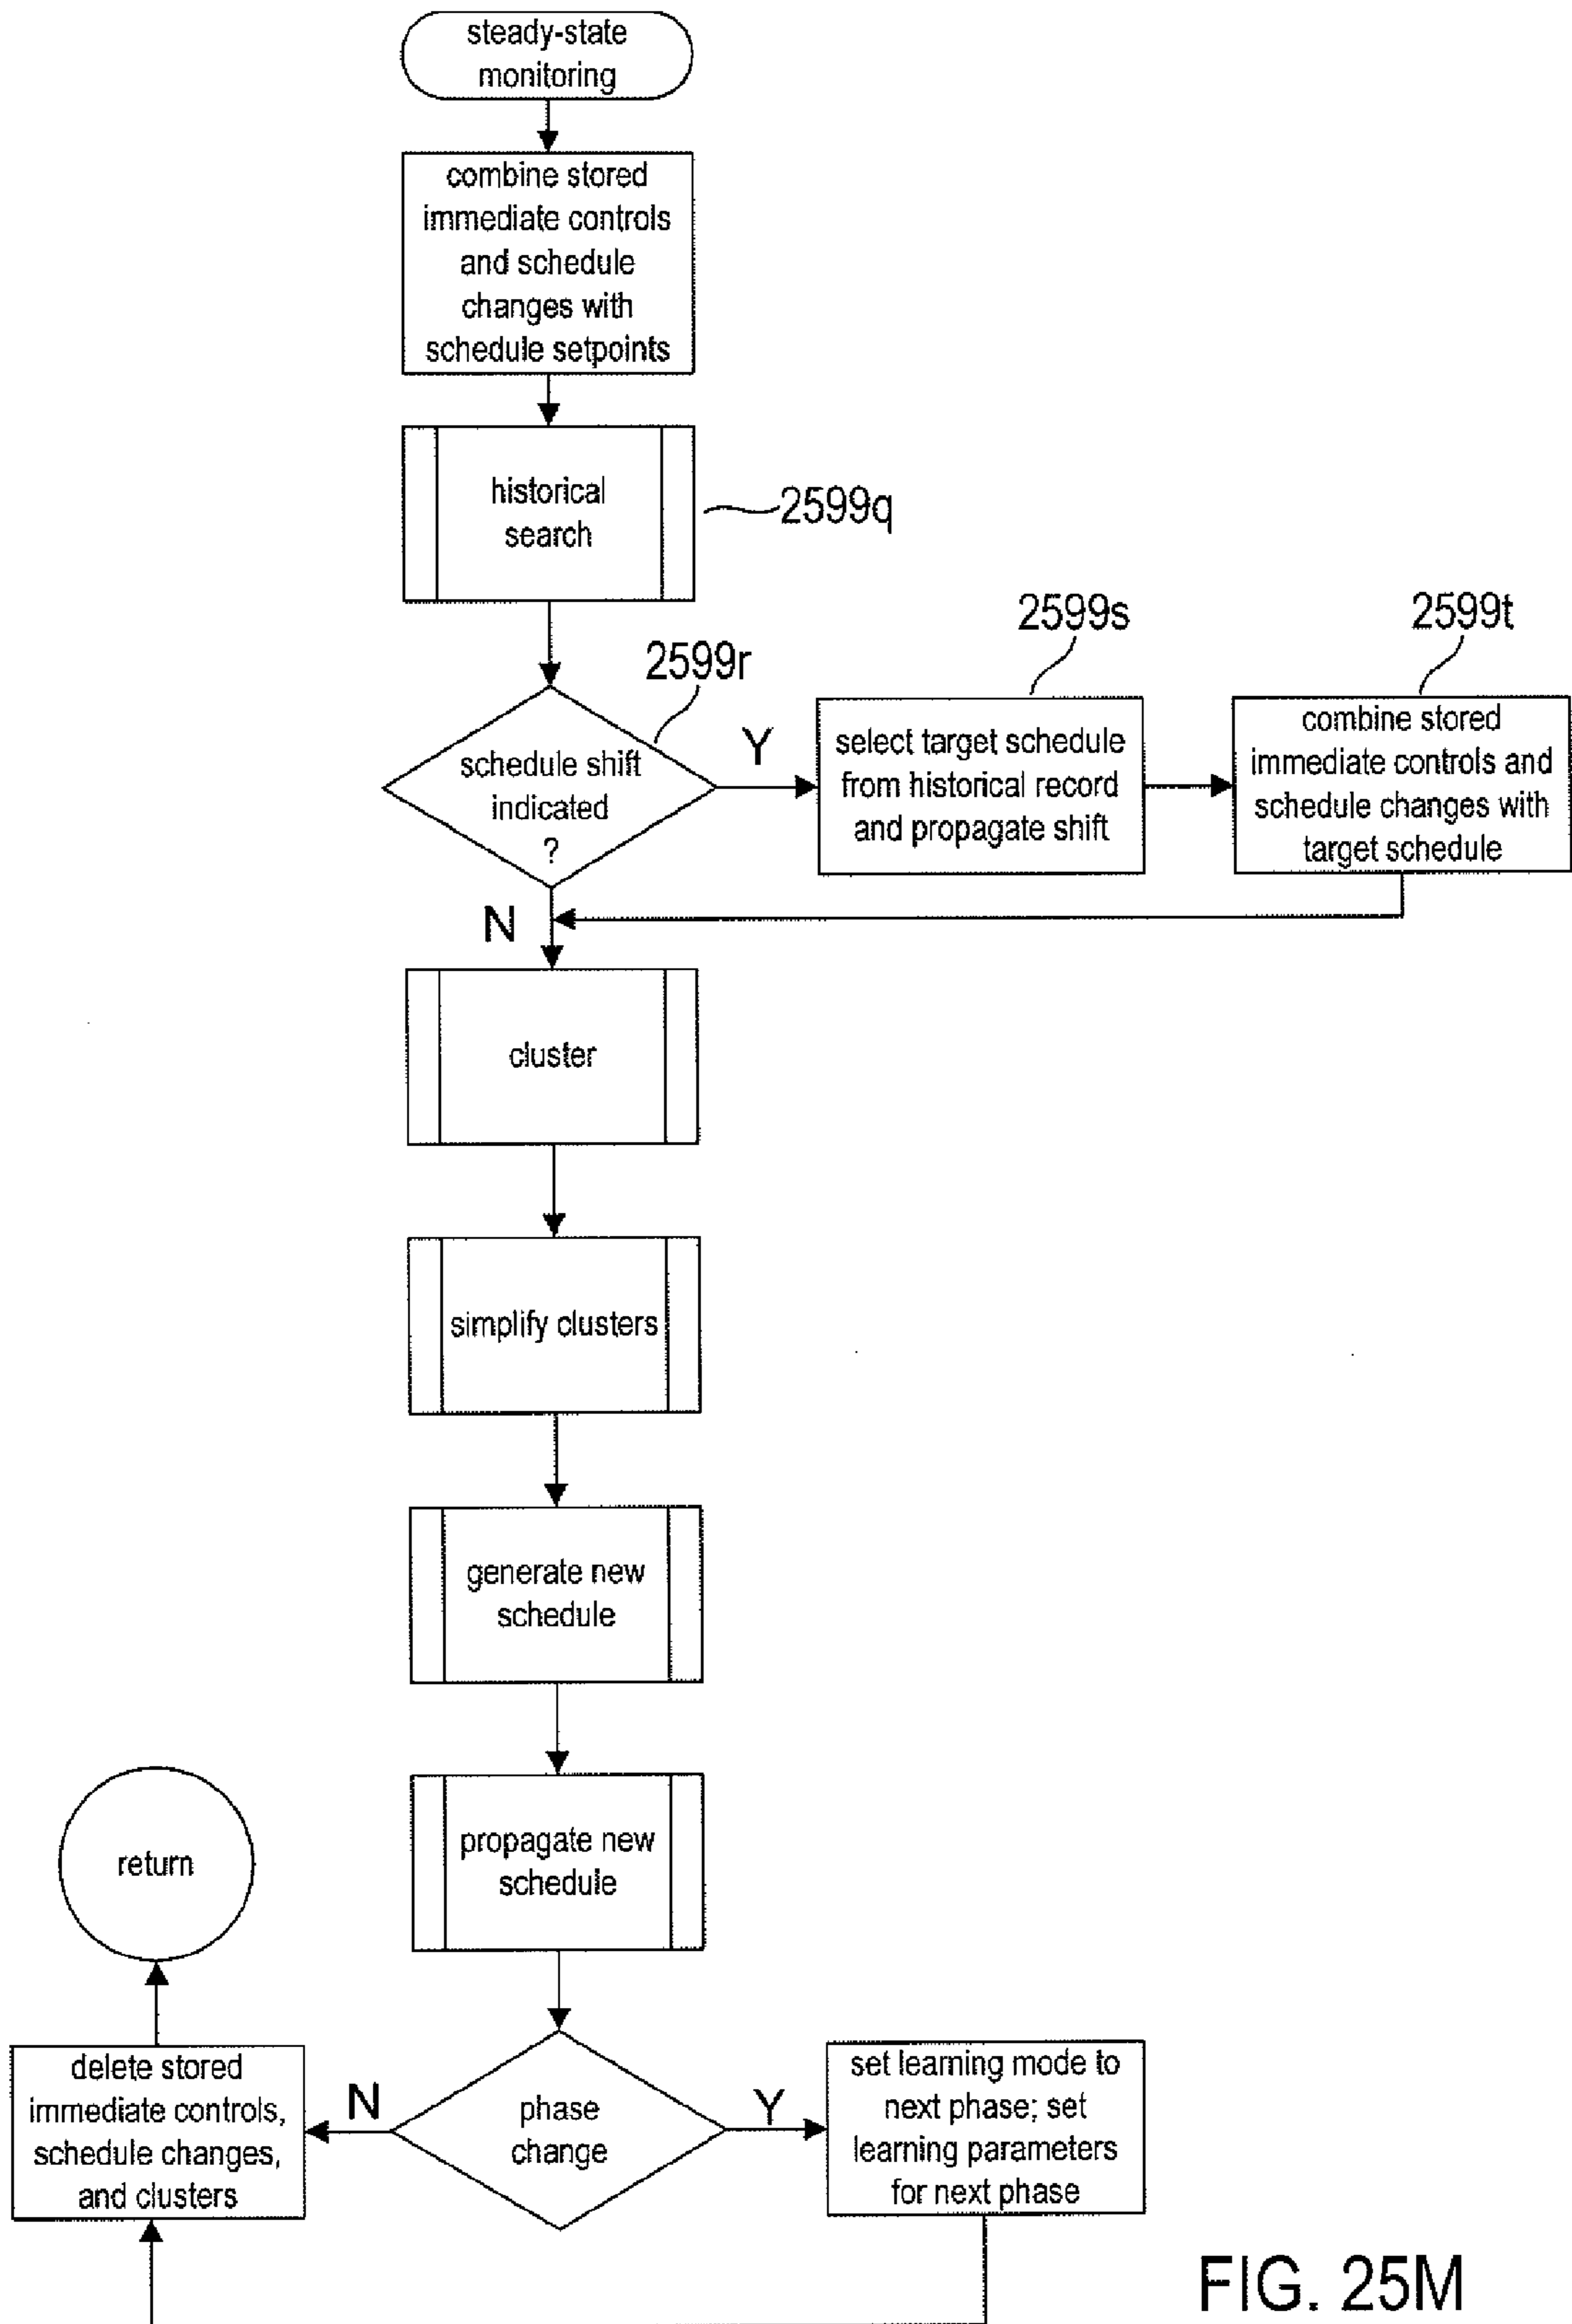 steady-state
monitoring
combine stored
immediate controls
and schedule
changes with
schedule setpoints
historical
search
2599q
2599r
2599s
2599t
schedule shift
indicated
?
Y
select target schedule
from historical record
and propagate shift
combine stored
immediate controls and
schedule changes with
target schedule
N
cluster
simplify clusters
generate new
schedule
propagate new
schedule
return
delete stored
immediate controls,
schedule changes,
and clusters
N
phase
change
Y
set learning mode to
next phase; set
learning parameters
for next phase
FIG. 25M